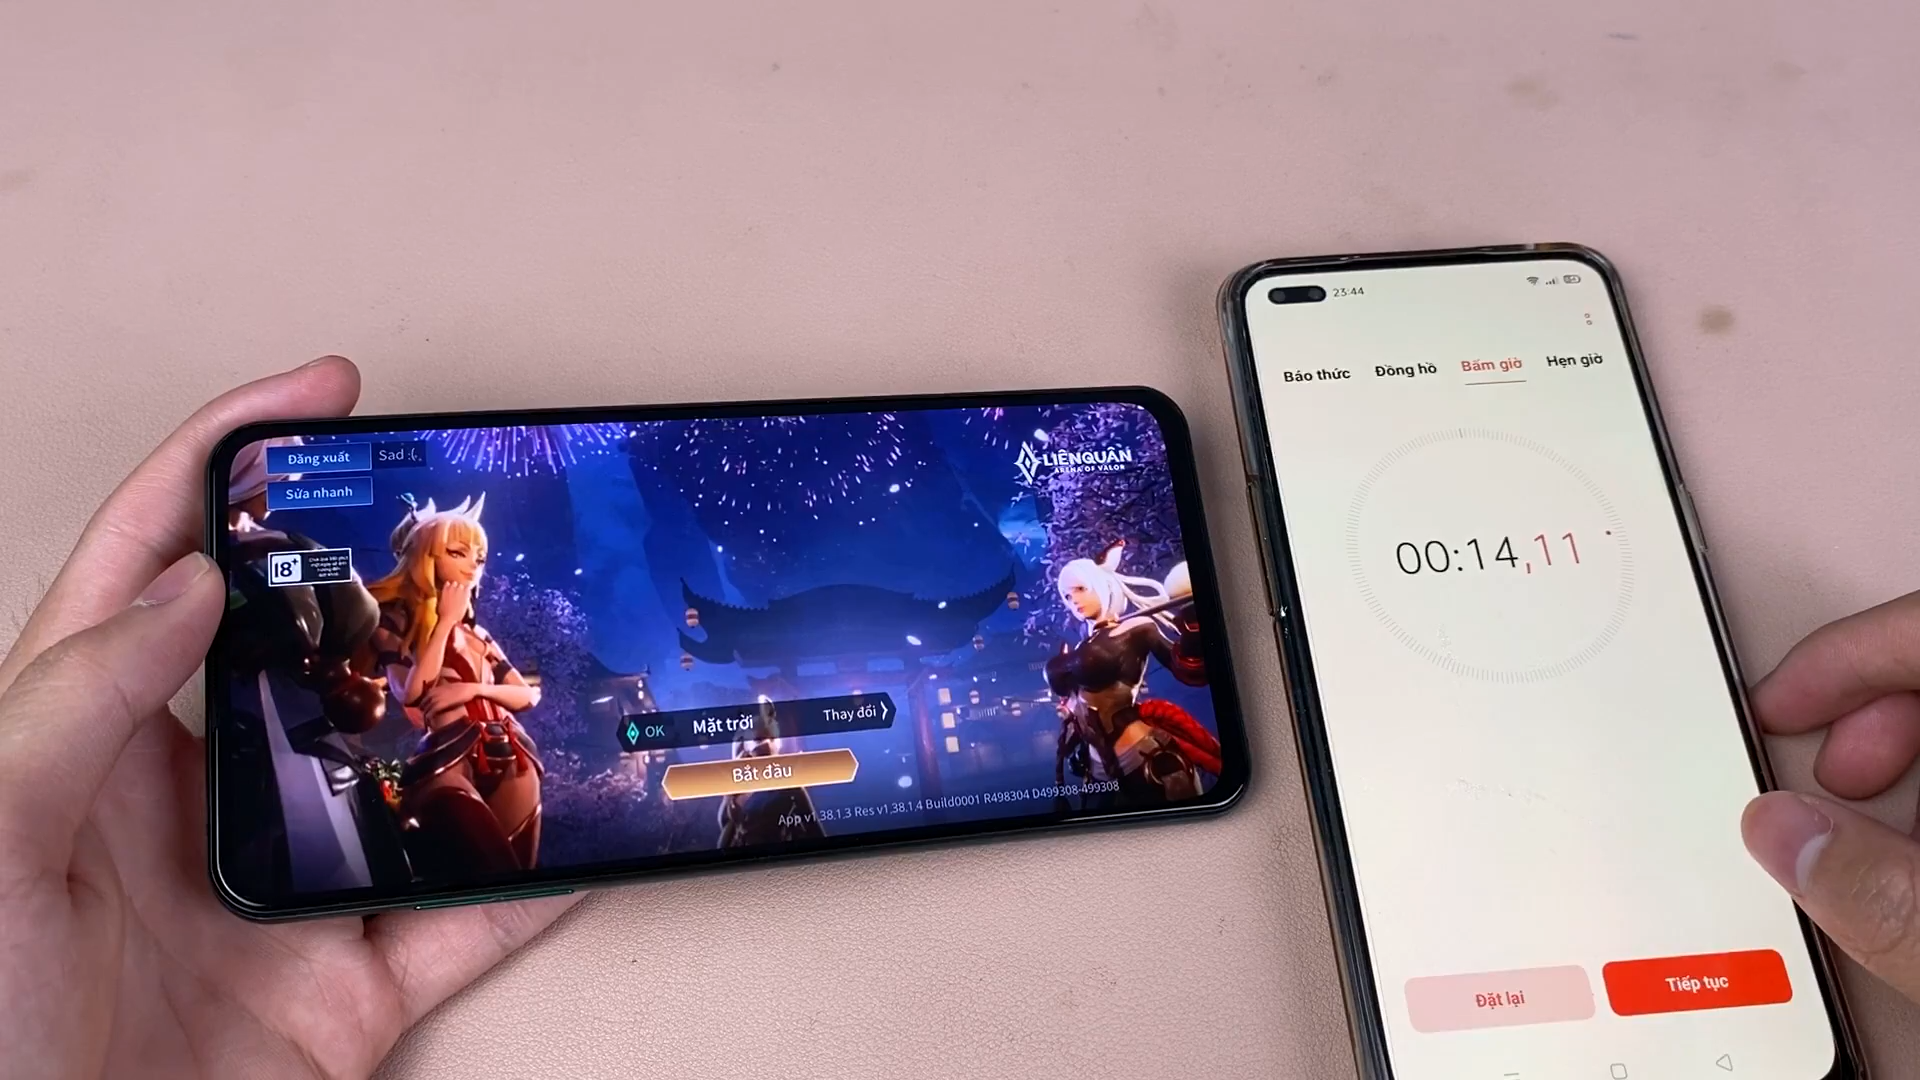 Đăng xuất
Sad :(.
Sửa nhanh
18+
LIÊNQUÂN
ARENA OF VALOR
OK
Mặt trời
Thay đổi
Bắt đầu
App v1.38.1.3 Res v1.38.1.4 Build0001 R498304 D499308-499308
23:44
Báo thức
Đồng hồ
Bấm giờ
Hẹn giờ
00:14,11
Đặt lại
Tiếp tục